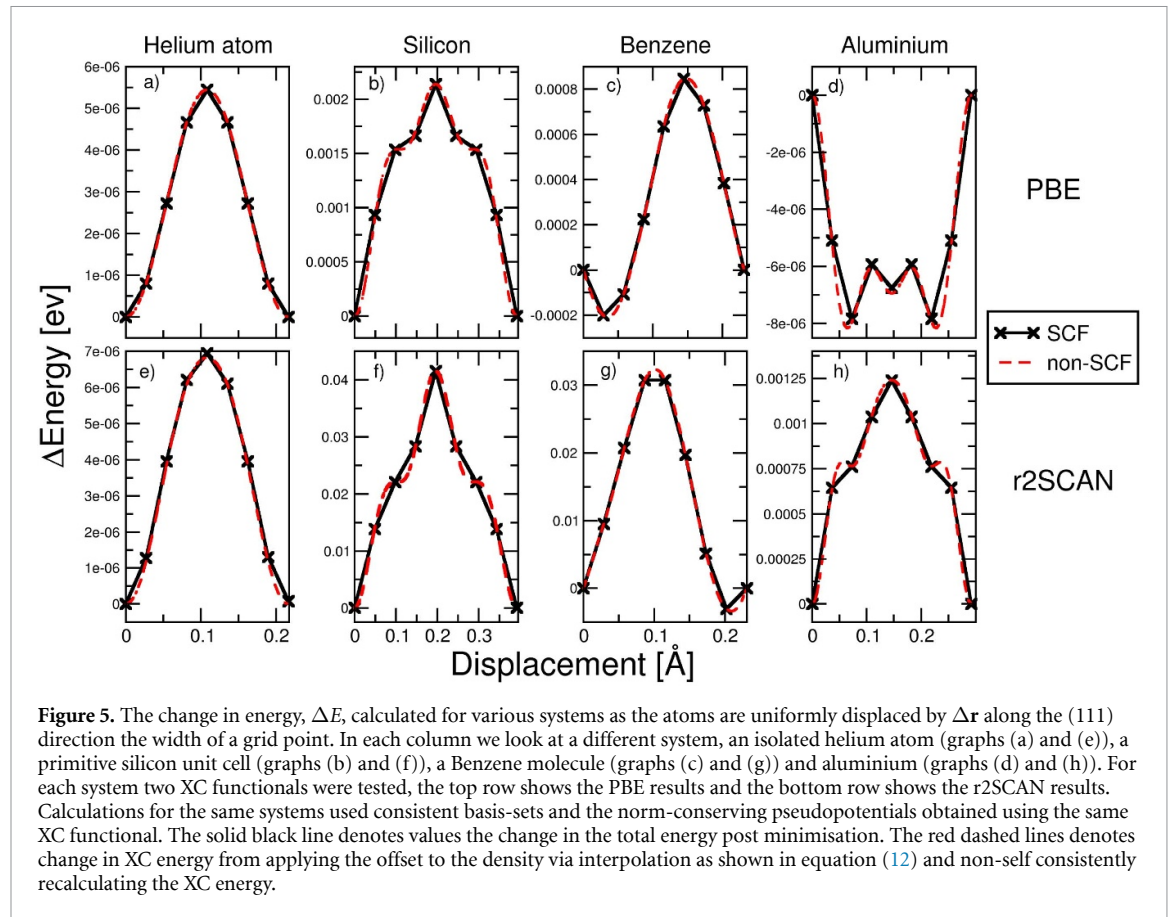 Helium atom Silicon Benzene Aluminium
a) b) c) d)
6e-06
5e-06
4e-06
3e-06
2e-06
1e-06
0
0.002
0.0015
0.001
0.0005
0
0.0008
0.0006
0.0004
0.0002
0
-0.0002
0
-2e-06
-4e-06
-6e-06
-8e-06
PBE
SCF
non-SCF
ΔEnergy [ev]
e) f) g) h)
7e-06
6e-06
5e-06
4e-06
3e-06
2e-06
1e-06
0
0.04
0.03
0.02
0.01
0
0.03
0.02
0.01
0
0.00125
0.001
0.00075
0.0005
0.00025
0
r2SCAN
0 0.1 0.2 0 0.1 0.2 0.3 0 0.1 0.2 0 0.1 0.2
Displacement [Å]
Figure 5. The change in energy, ΔE, calculated for various systems as the atoms are uniformly displaced by Δr along the (111)
direction the width of a grid point. In each column we look at a different system, an isolated helium atom (graphs (a) and (e)), a
primitive silicon unit cell (graphs (b) and (f)), a Benzene molecule (graphs (c) and (g)) and aluminium (graphs (d) and (h)). For
each system two XC functionals were tested, the top row shows the PBE results and the bottom row shows the r2SCAN results.
Calculations for the same systems used consistent basis-sets and the norm-conserving pseudopotentials obtained using the same
XC functional. The solid black line denotes values the change in the total energy post minimisation. The red dashed lines denotes
change in XC energy from applying the offset to the density via interpolation as shown in equation (12) and non-self consistently
recalculating the XC energy.